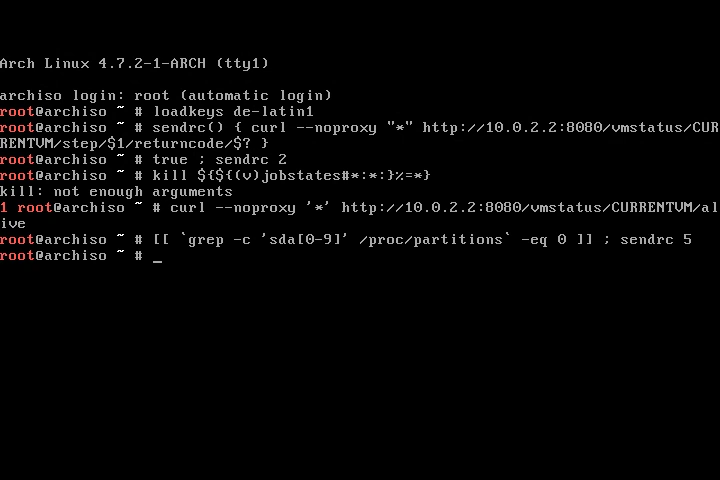 Arch Linux 4.7.2-1-ARCH (tty1)
archiso login: root (automatic login)
root@archiso ~ # loadkeys de-latin1
root@archiso ~ # sendrc() { curl --noproxy "*" http://10.0.2.2:8080/vmstatus/CUR
RENTVM/step/$1/returncode/$? }
root@archiso ~ # true ; sendrc 2
root@archiso ~ # kill ${${(v)jobstates#*:*:}%=*}
kill: not enough arguments
1 root@archiso ~ # curl --noproxy '*' http://10.0.2.2:8080/vmstatus/CURRENTVM/al
ive
root@archiso ~ # [[ `grep -c 'sda[0-9]' /proc/partitions` -eq 0 ]] ; sendrc 5
root@archiso ~ # _